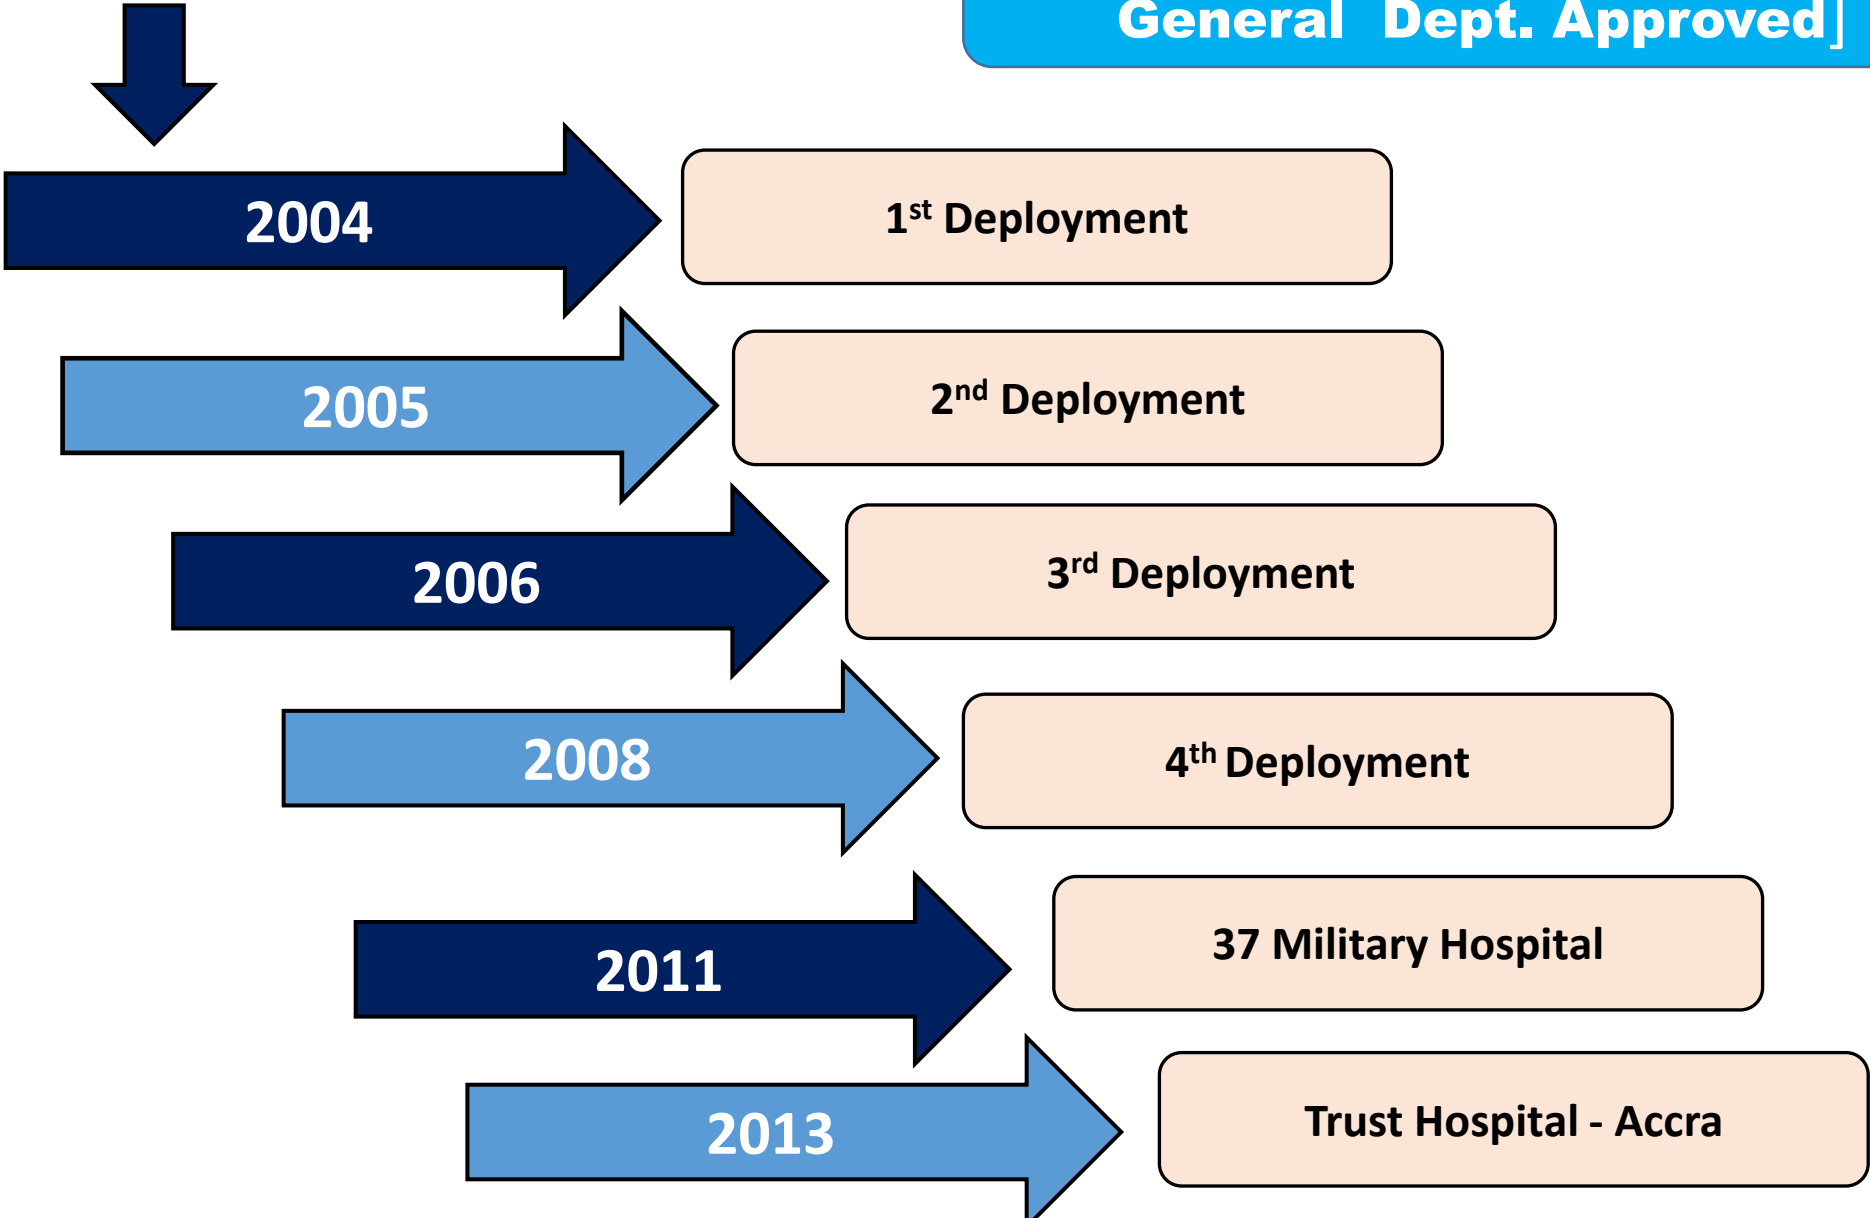 General Dept. Approved]
2004
1st Deployment
2005
2nd Deployment
2006
3rd Deployment
2008
4th Deployment
2011
37 Military Hospital
2013
Trust Hospital - Accra